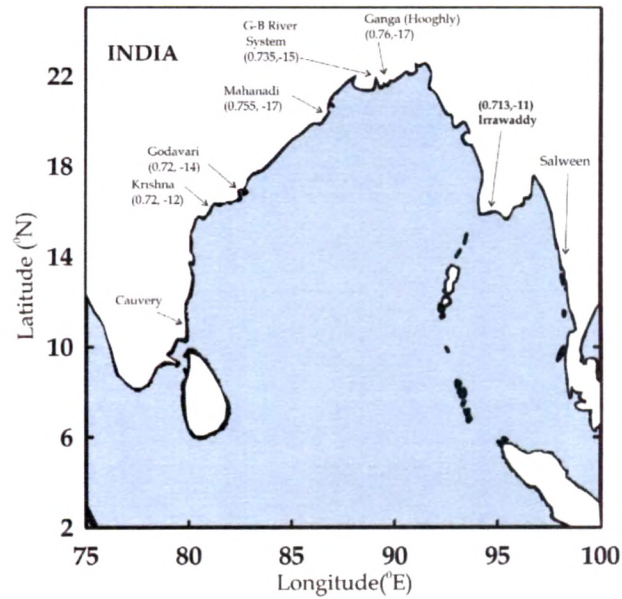 Ganga (Hooghly)
(0.76,-17)
G-B River
System
(0.735,-15)
INDIA
Mahanadi
(0.755, -17)
(0.713,-11)
Irrawaddy
Godavari
(0.72, -14)
Krishna
(0.72, -12)
Salween
Cauvery
Latitude (⁰N)
22
18
14
10
6
2
75 80 85 90 95 100
Longitude(⁰E)